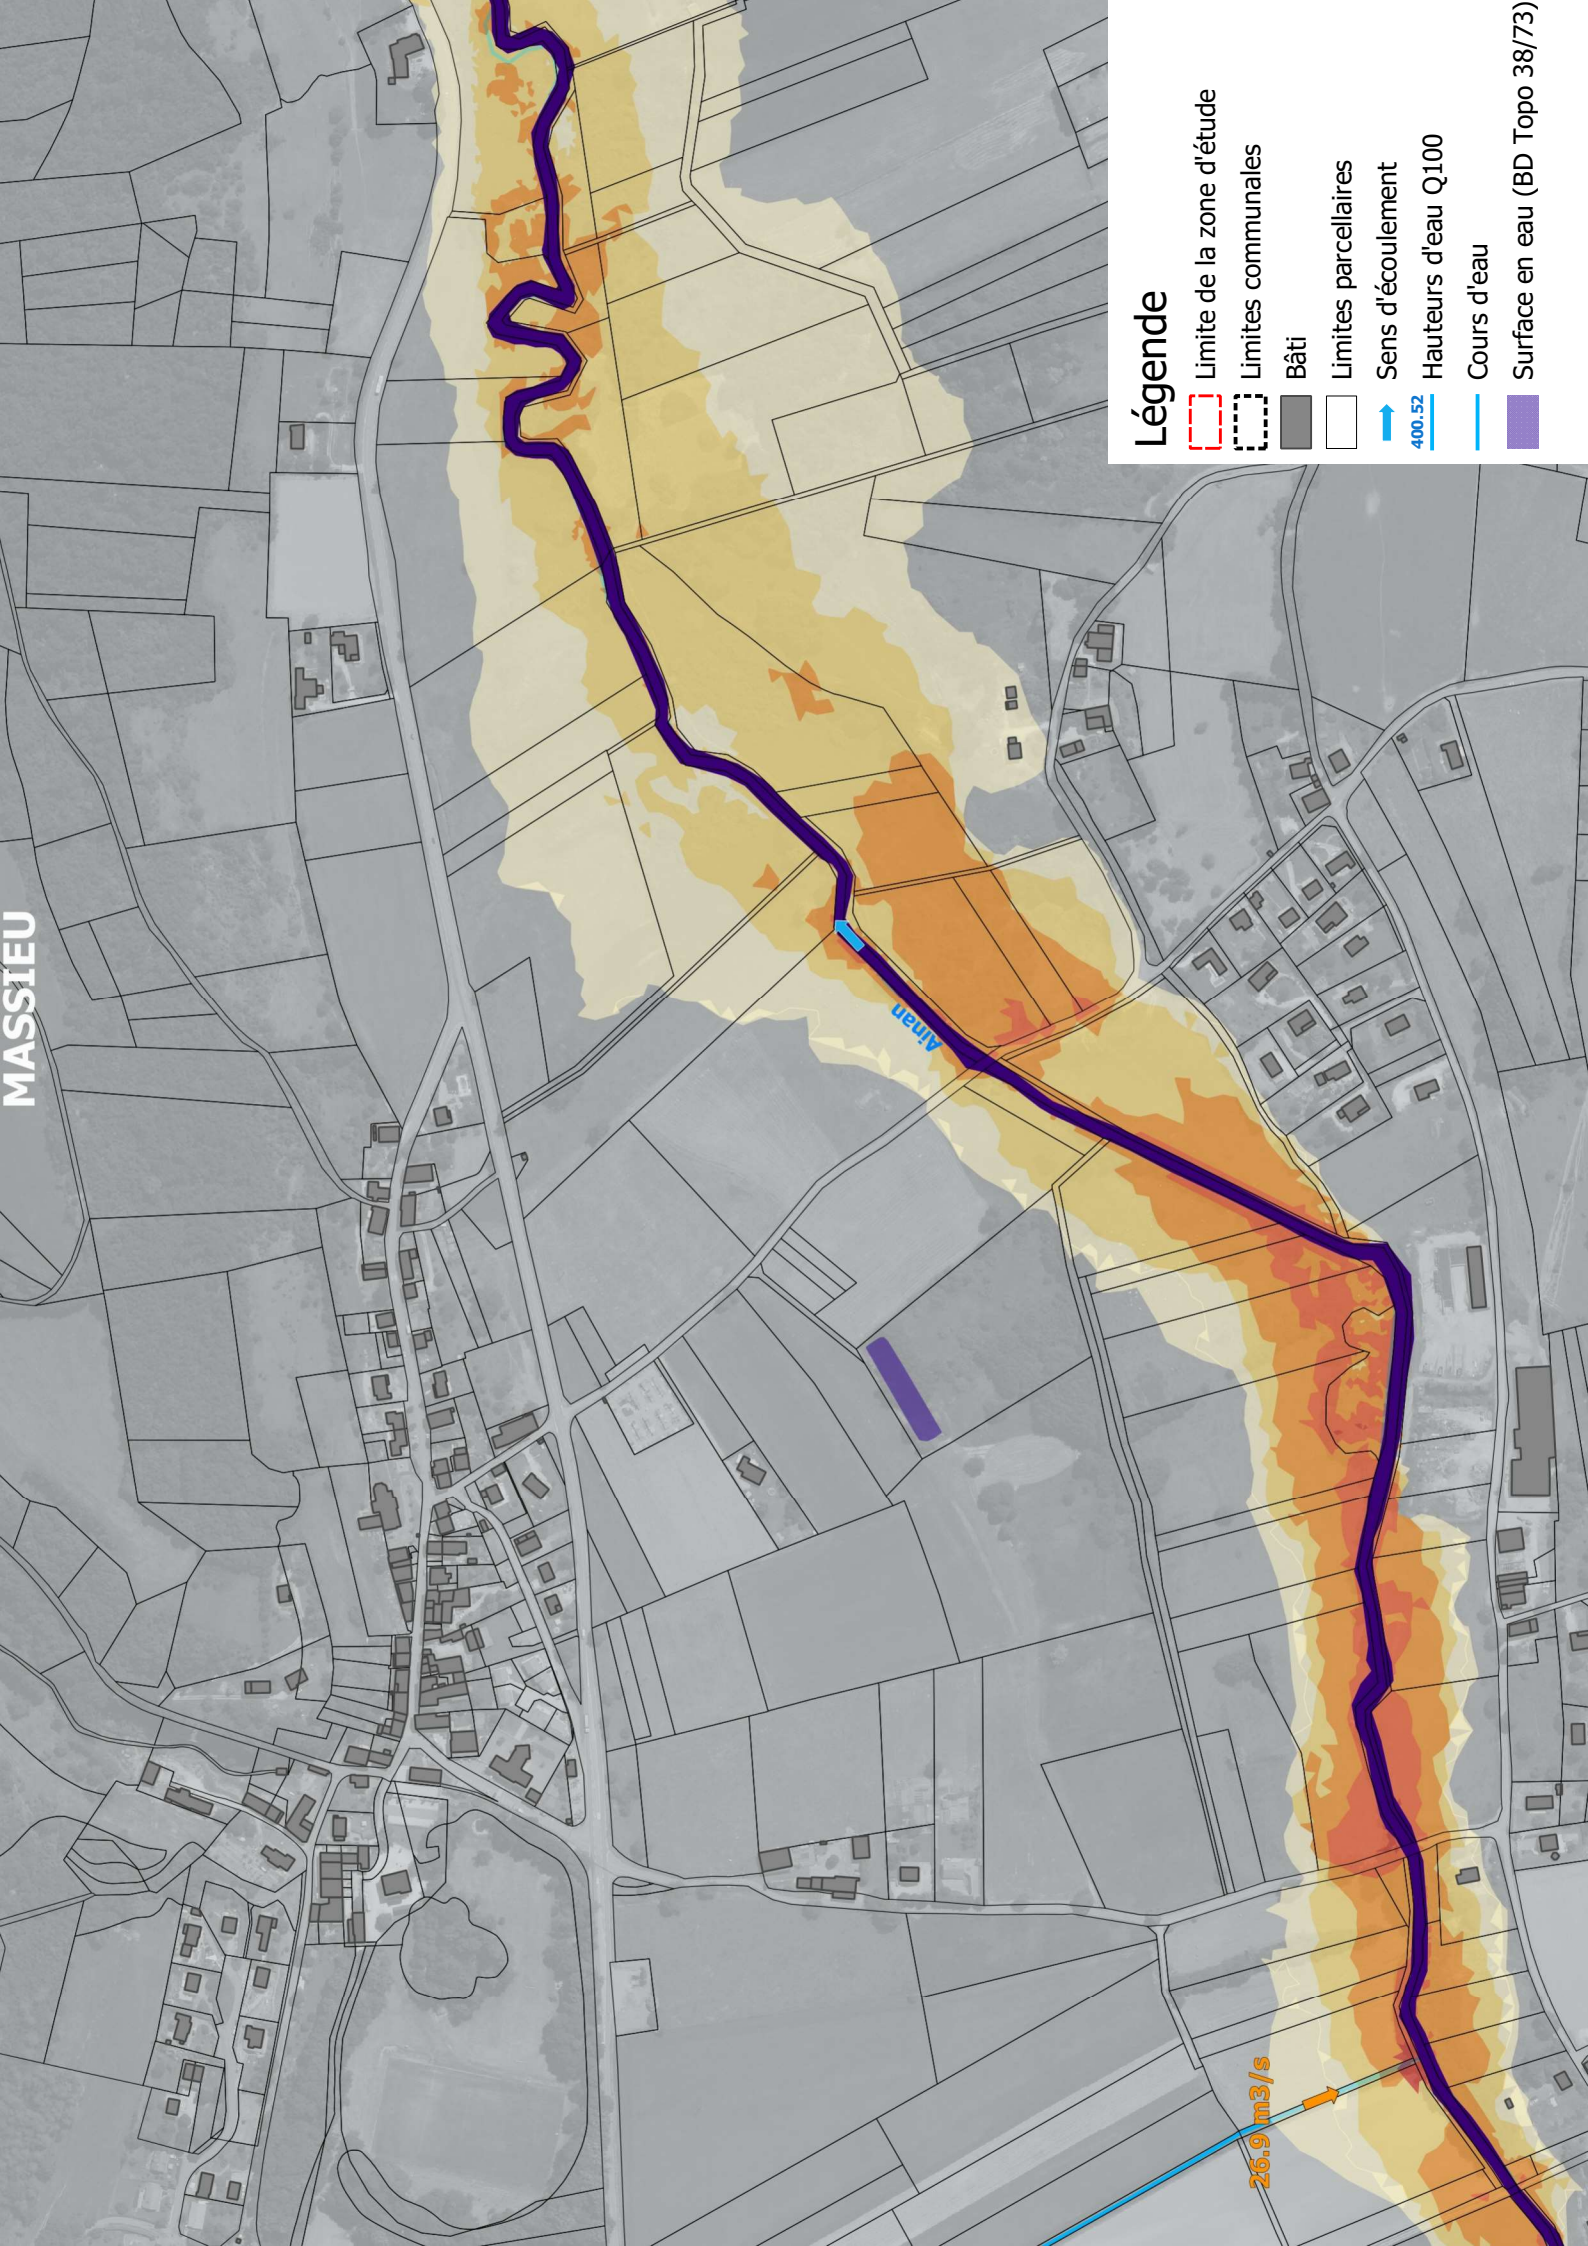 MASSIEU
Ainan
26.9 m3/s
Légende
Limite de la zone d'étude
Limites communales
Bâti
Limites parcellaires
Sens d'écoulement
400.52 Hauteurs d'eau Q100
Cours d'eau
Surface en eau (BD Topo 38/73)